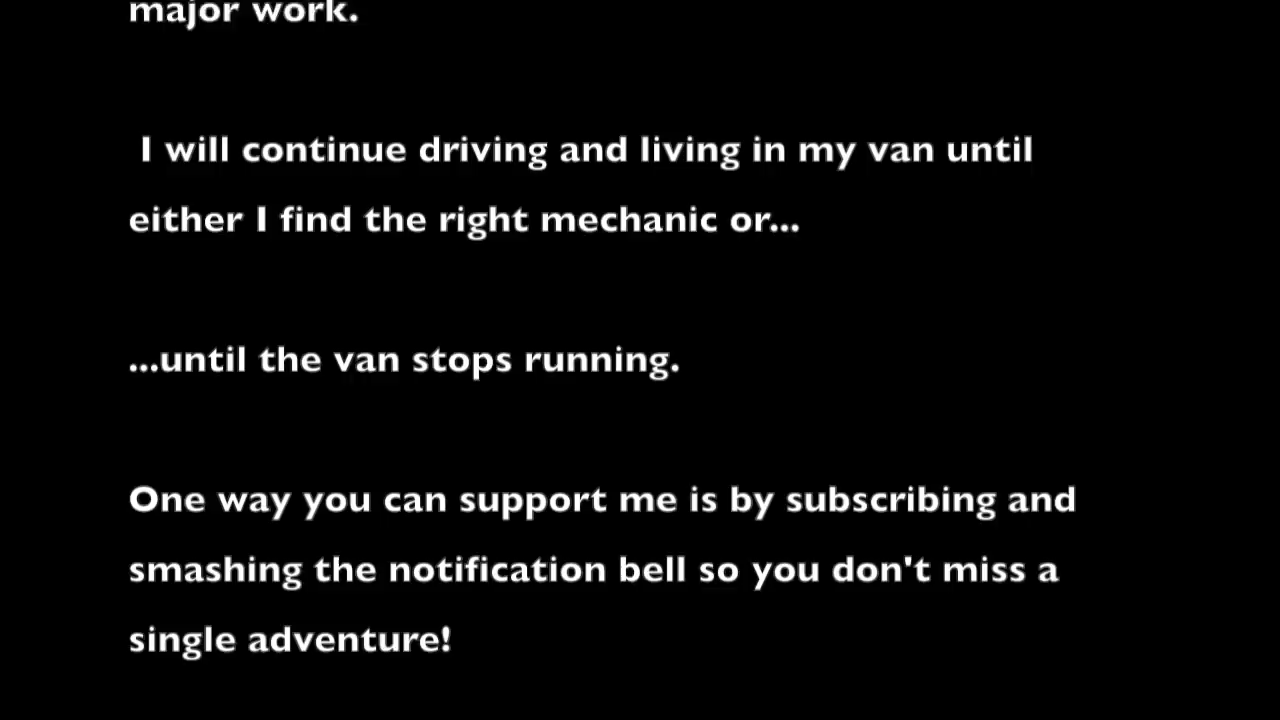 major work.
I will continue driving and living in my van until
either I find the right mechanic or...
...until the van stops running.
One way you can support me is by subscribing and
smashing the notification bell so you don't miss a
single adventure!